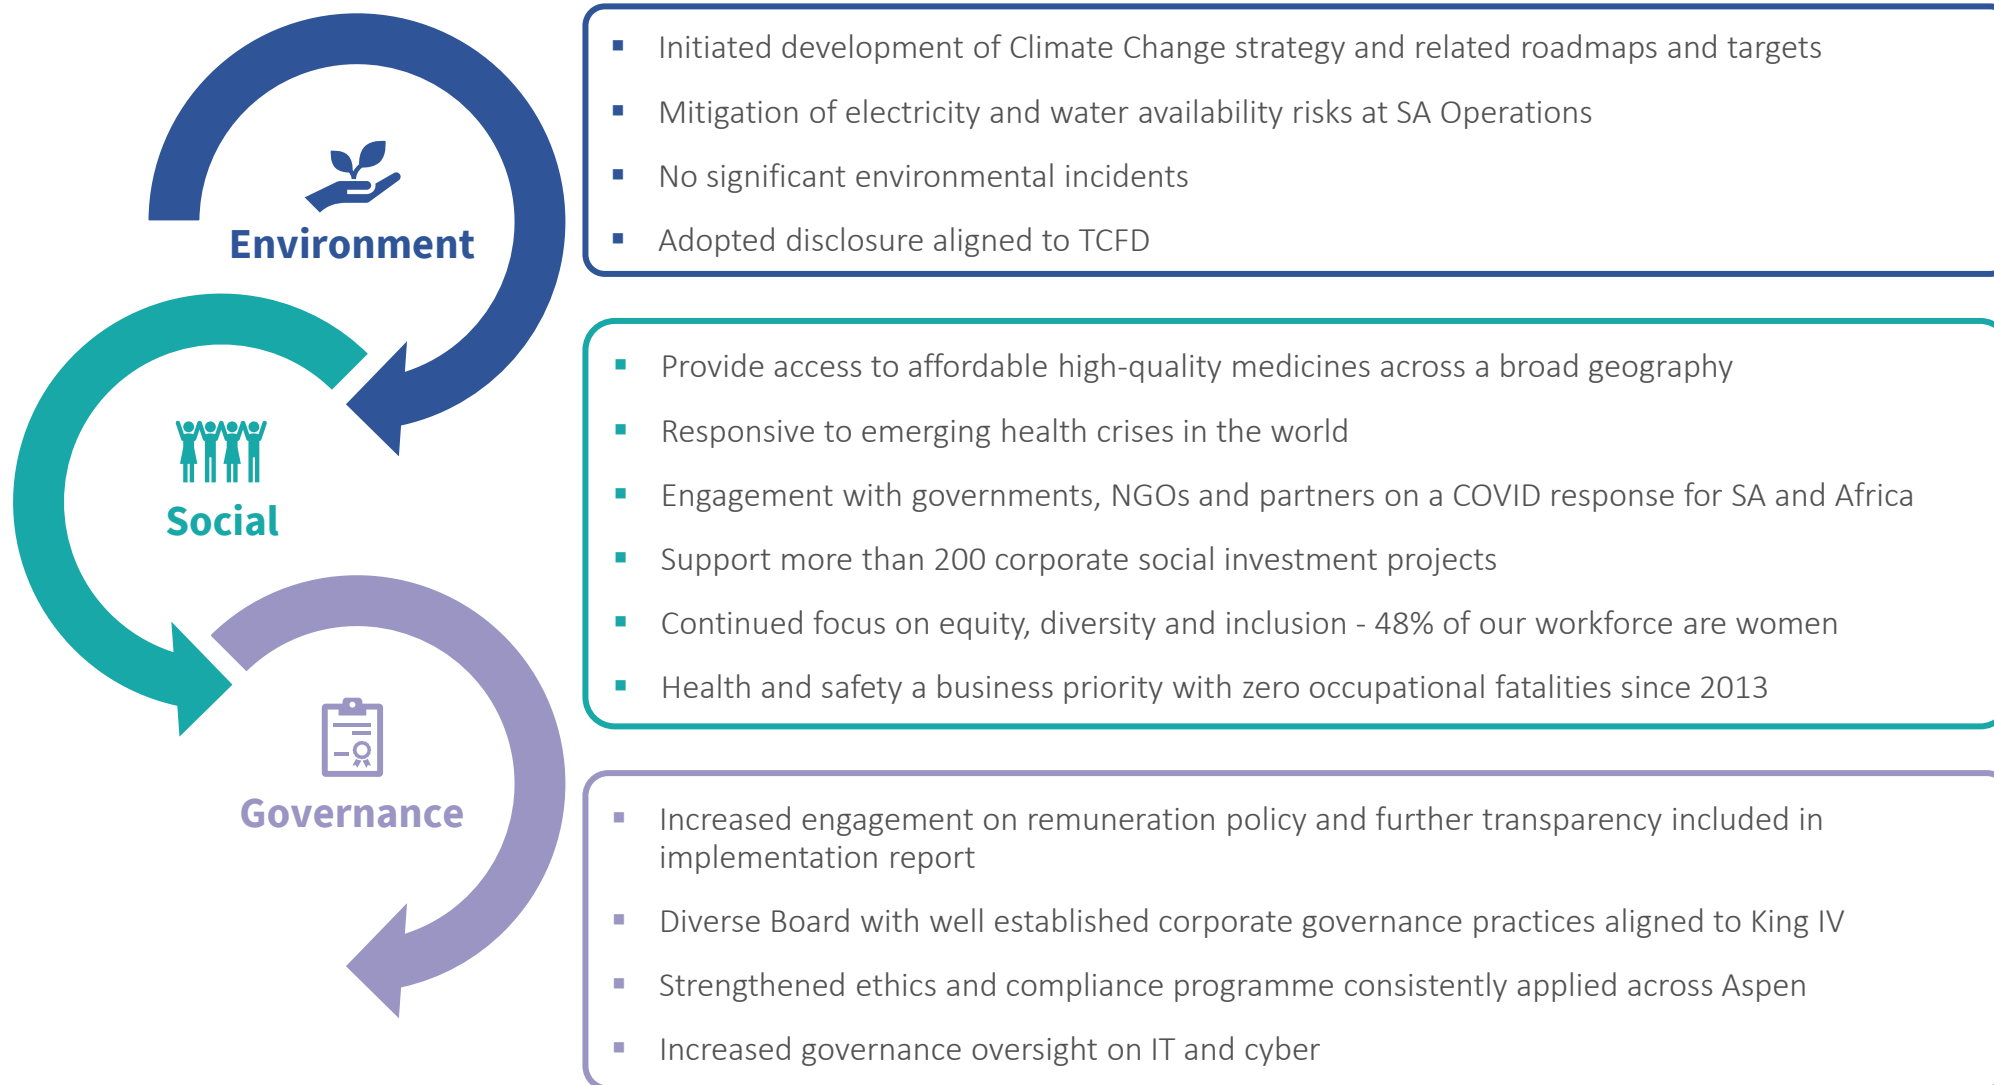 Environment
▪ Initiated development of Climate Change strategy and related roadmaps and targets
▪ Mitigation of electricity and water availability risks at SA Operations
▪ No significant environmental incidents
▪ Adopted disclosure aligned to TCFD
Social
▪ Provide access to affordable high-quality medicines across a broad geography
▪ Responsive to emerging health crises in the world
▪ Engagement with governments, NGOs and partners on a COVID response for SA and Africa
▪ Support more than 200 corporate social investment projects
▪ Continued focus on equity, diversity and inclusion - 48% of our workforce are women
▪ Health and safety a business priority with zero occupational fatalities since 2013
Governance
▪ Increased engagement on remuneration policy and further transparency included in
implementation report
▪ Diverse Board with well established corporate governance practices aligned to King IV
▪ Strengthened ethics and compliance programme consistently applied across Aspen
▪ Increased governance oversight on IT and cyber